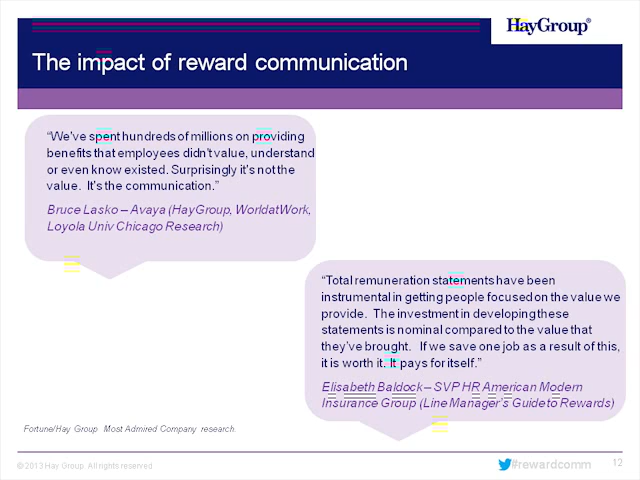 HayGroup®
The impact of reward communication
“We've spent hundreds of millions on providing
benefits that employees didn't value, understand
or even know existed. Surprisingly it's not the
value.  It's the communication.”
Bruce Lasko – Avaya (HayGroup, WorldatWork,
Loyola Univ Chicago Research)
“Total remuneration statements have been
instrumental in getting people focused on the value we
provide.  The investment in developing these
statements is nominal compared to the value that
they've brought.   If we save one job as a result of this,
it is worth it. It pays for itself.”
Elisabeth Baldock – SVP HR American Modern
Insurance Group (Line Manager's Guide to Rewards)
Fortune/Hay Group  Most Admired Company  research.
© 2013 Hay Group. All rights reserved
#rewardcomm
12